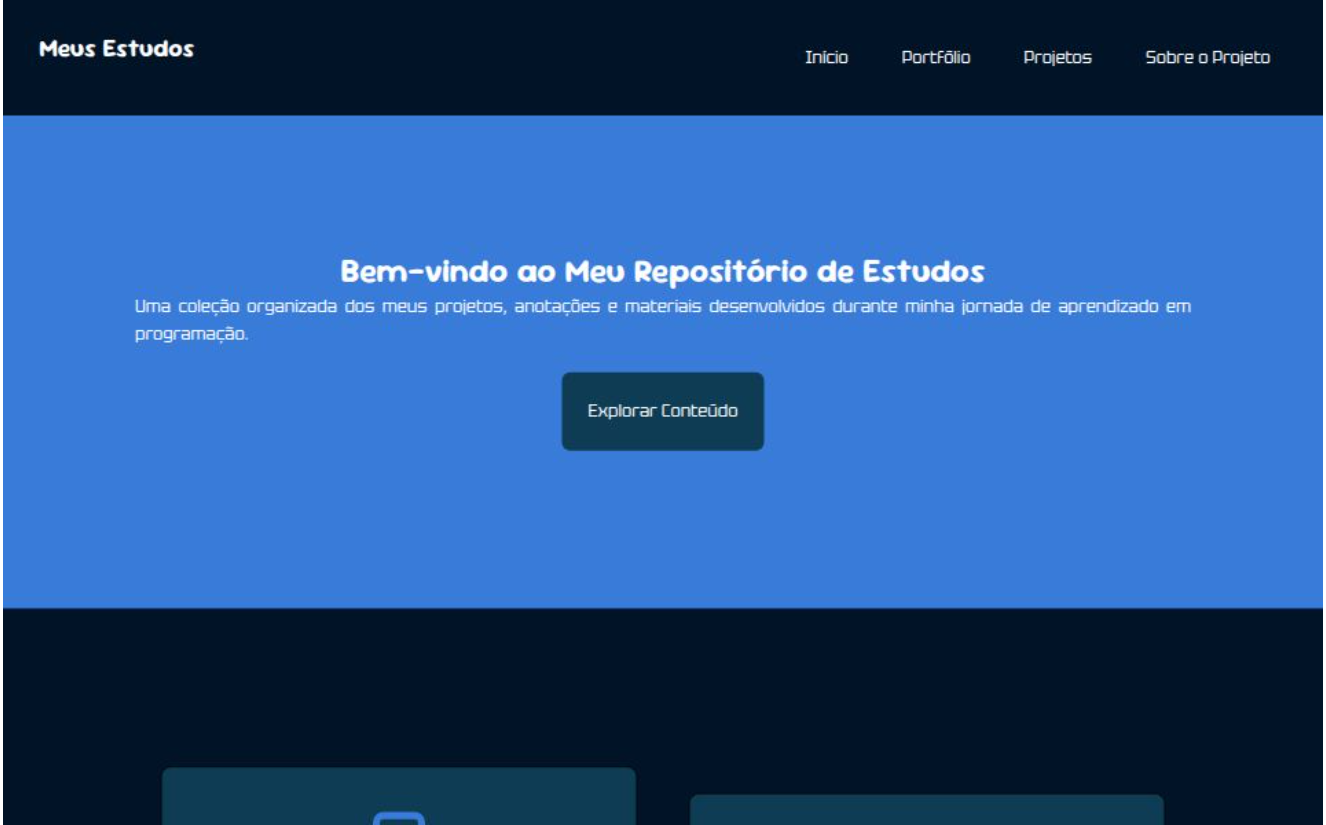 Meus Estudos
Início
Portfólio
Projetos
Sobre o Projeto
Bem-vindo ao Meu Repositório de Estudos
Uma coleção organizada dos meus projetos, anotações e materiais desenvolvidos durante minha jornada de aprendizado em
programação.
Explorar Conteúdo